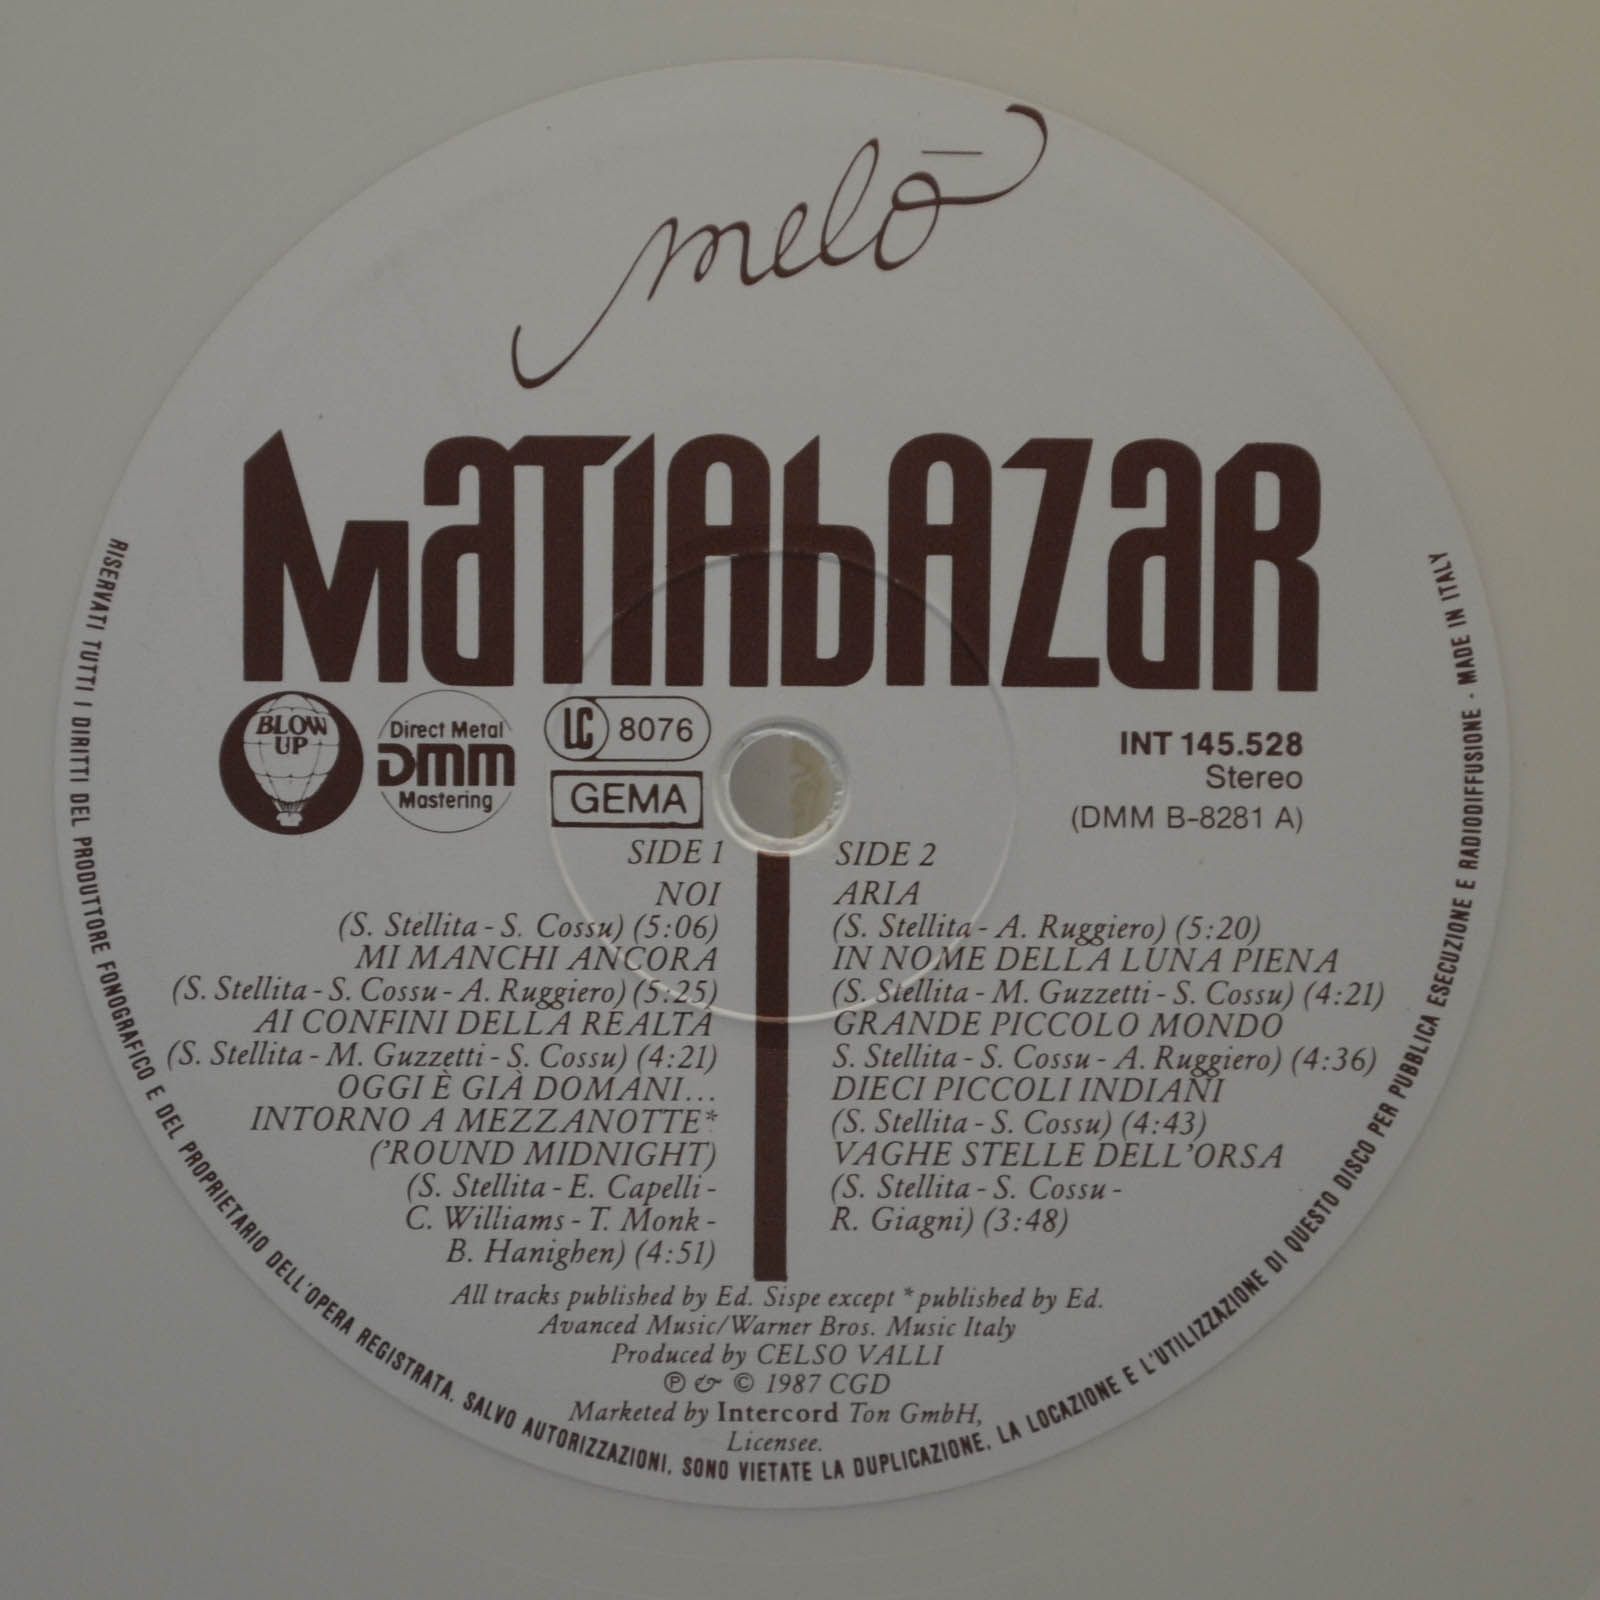 melò
MATIABAZAR
BLOW
UP
Direct Metal
DMM
Mastering
LC 8076
GEMA
INT 145.528
Stereo
(DMM B-8281 A)
SIDE 1
NOI
(S. Stellita - S. Cossu) (5:06)
MI MANCHI ANCORA
(S. Stellita - S. Cossu - A. Ruggiero) (5:25)
AI CONFINI DELLA REALTA
(S. Stellita - M. Guzzetti - S. Cossu) (4:21)
OGGI È GIÀ DOMANI...
INTORNO A MEZZANOTTE*
('ROUND MIDNIGHT)
(S. Stellita - E. Capelli -
C. Williams - T. Monk -
B. Hanighen) (4:51)
SIDE 2
ARIA
(S. Stellita - A. Ruggiero) (5:20)
IN NOME DELLA LUNA PIENA
(S. Stellita - M. Guzzetti - S. Cossu) (4:21)
GRANDE PICCOLO MONDO
S. Stellita - S. Cossu - A. Ruggiero) (4:36)
DIECI PICCOLI INDIANI
(S. Stellita - S. Cossu) (4:43)
VAGHE STELLE DELL'ORSA
(S. Stellita - S. Cossu -
R. Giagni) (3:48)
All tracks published by Ed. Sispe except * published by Ed.
Avanced Music/Warner Bros. Music Italy
Produced by CELSO VALLI
℗ & © 1987 CGD
Marketed by Intercord Ton GmbH,
Licensee.
RISERVATI TUTTI I DIRITTI DEL PRODUTTORE FONOGRAFICO E DEL PROPRIETARIO DELL'OPERA REGISTRATA. SALVO AUTORIZZAZIONI, SONO VIETATE LA DUPLICAZIONE, LA LOCAZIONE E L'UTILIZZAZIONE DI QUESTO DISCO PER PUBBLICA ESECUZIONE E RADIODIFFUSIONE · MADE IN ITALY